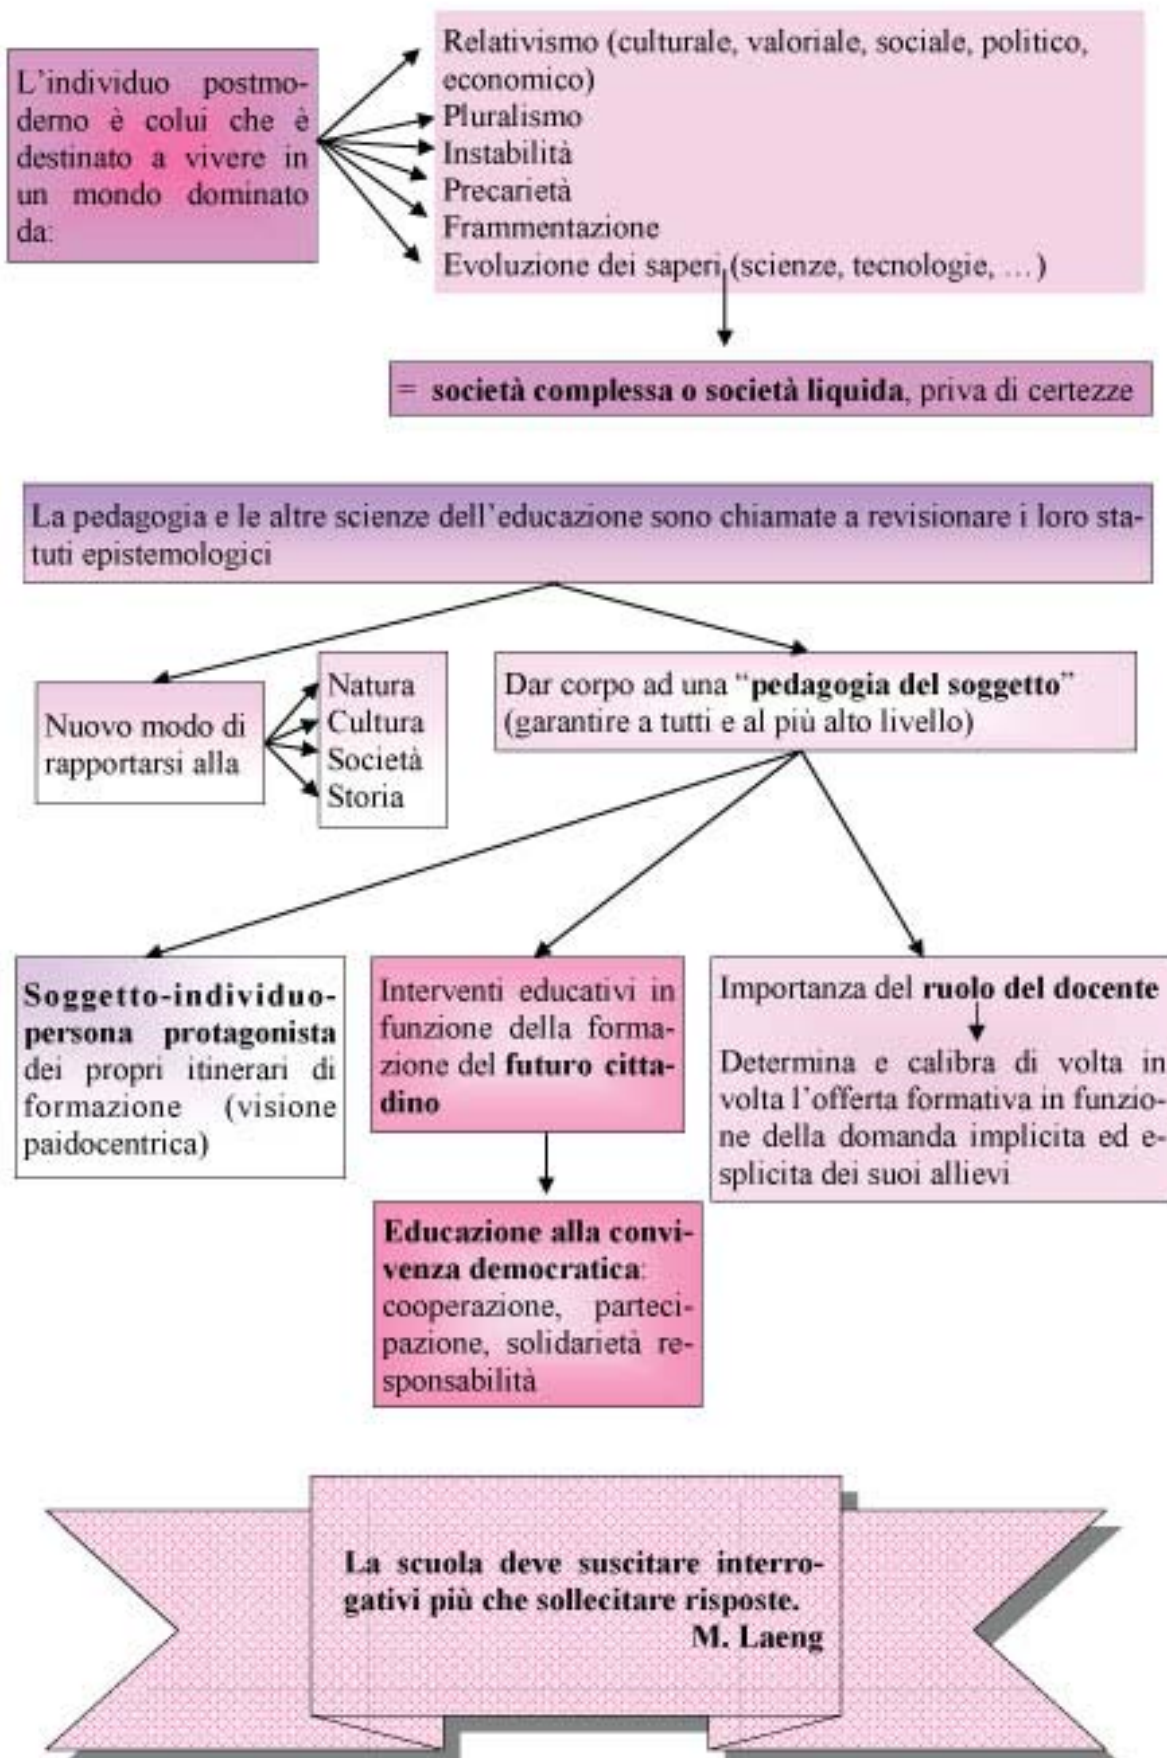 L'individuo postmo-
derno è colui che è
destinato a vivere in
un mondo dominato
da:
Relativismo (culturale, valoriale, sociale, politico,
economico)
Pluralismo
Instabilità
Precarietà
Frammentazione
Evoluzione dei saperi (scienze, tecnologie, …)
= società complessa o società liquida, priva di certezze
La pedagogia e le altre scienze dell'educazione sono chiamate a revisionare i loro sta-
tuti epistemologici
Nuovo modo di
rapportarsi alla
Natura
Cultura
Società
Storia
Dar corpo ad una "pedagogia del soggetto"
(garantire a tutti e al più alto livello)
Soggetto-individuo-
persona protagonista
dei propri itinerari di
formazione (visione
paidocentrica)
Interventi educativi in
funzione della forma-
zione del futuro citta-
dino
Educazione alla convi-
venza democratica:
cooperazione, parteci-
pazione, solidarietà re-
sponsabilità
Importanza del ruolo del docente
Determina e calibra di volta in
volta l'offerta formativa in funzio-
ne della domanda implicita ed e-
splicita dei suoi allievi
La scuola deve suscitare interro-
gativi più che sollecitare risposte.
M. Laeng